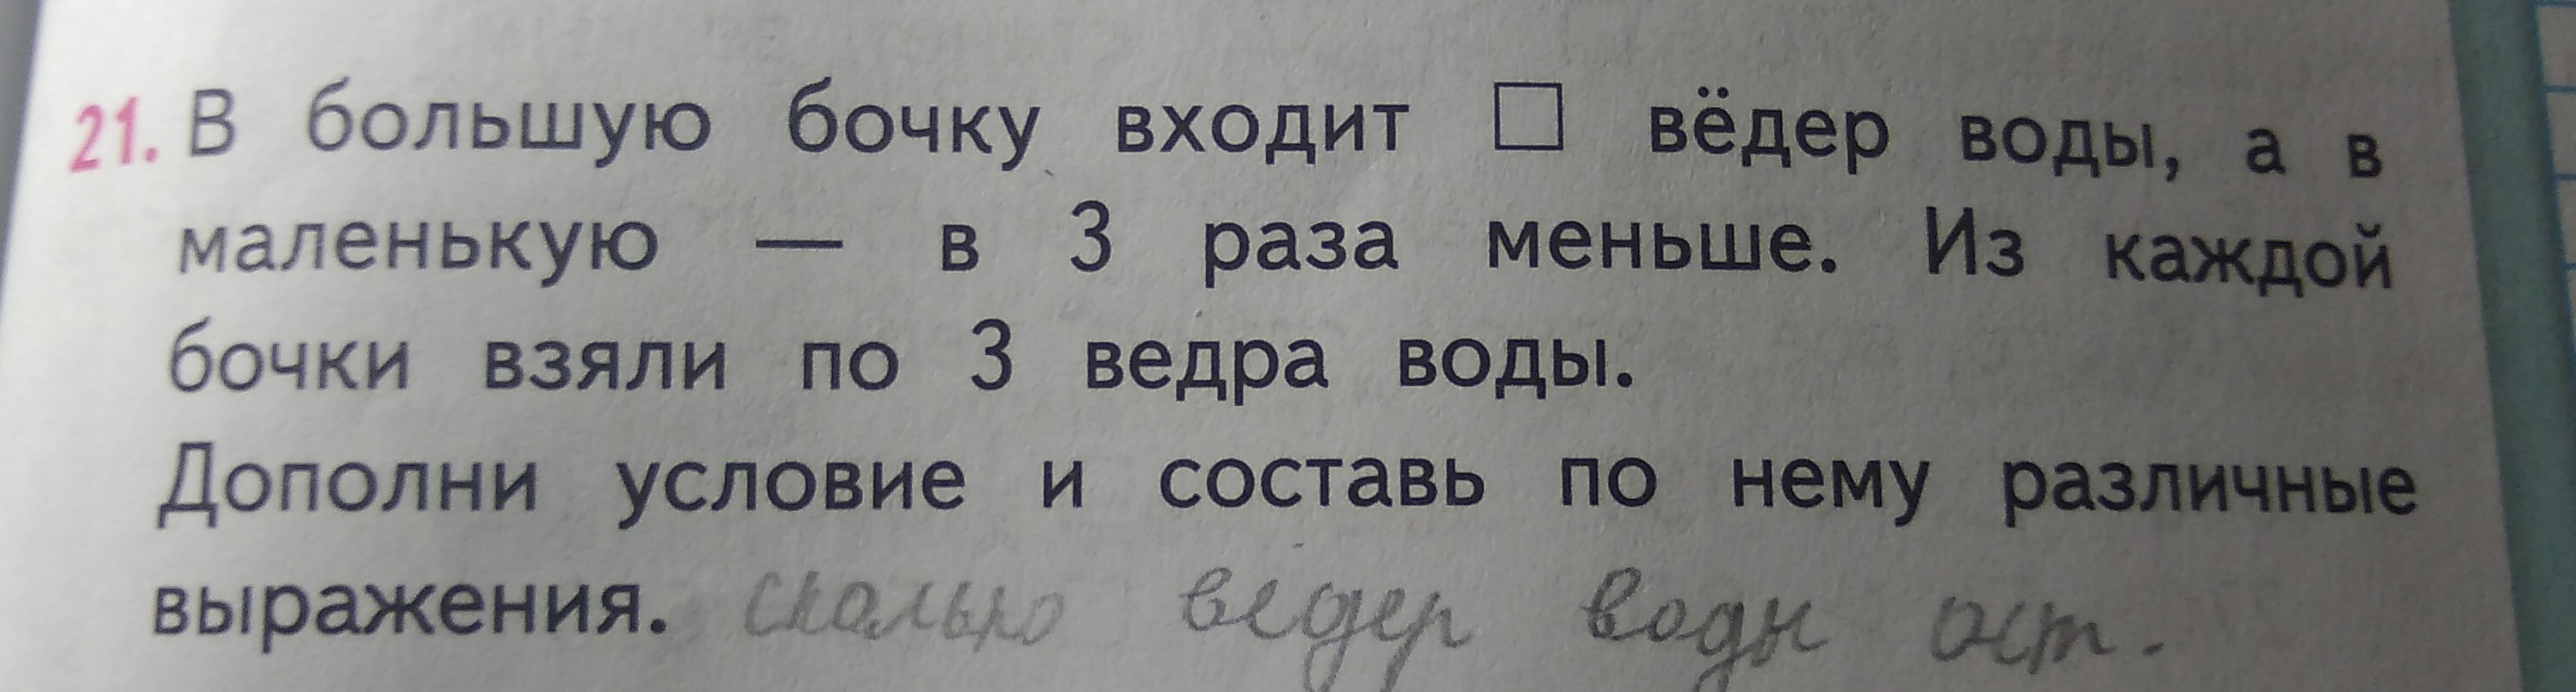 21. В большую бочку входит □ вёдер воды, а в
маленькую — в 3 раза меньше. Из каждой
бочки взяли по 3 ведра воды.
Дополни условие и составь по нему различные
выражения. сколько ведер воды ост.